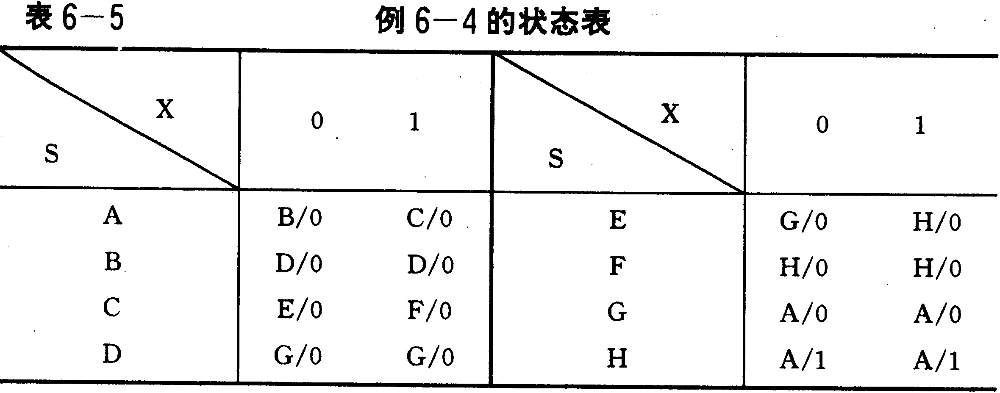 表6—5 例6—4的状态表
X 0 1 X 0 1
S S
A B/0 C/0 E G/0 H/0
B D/0 D/0 F H/0 H/0
C E/0 F/0 G A/0 A/0
D G/0 G/0 H A/1 A/1